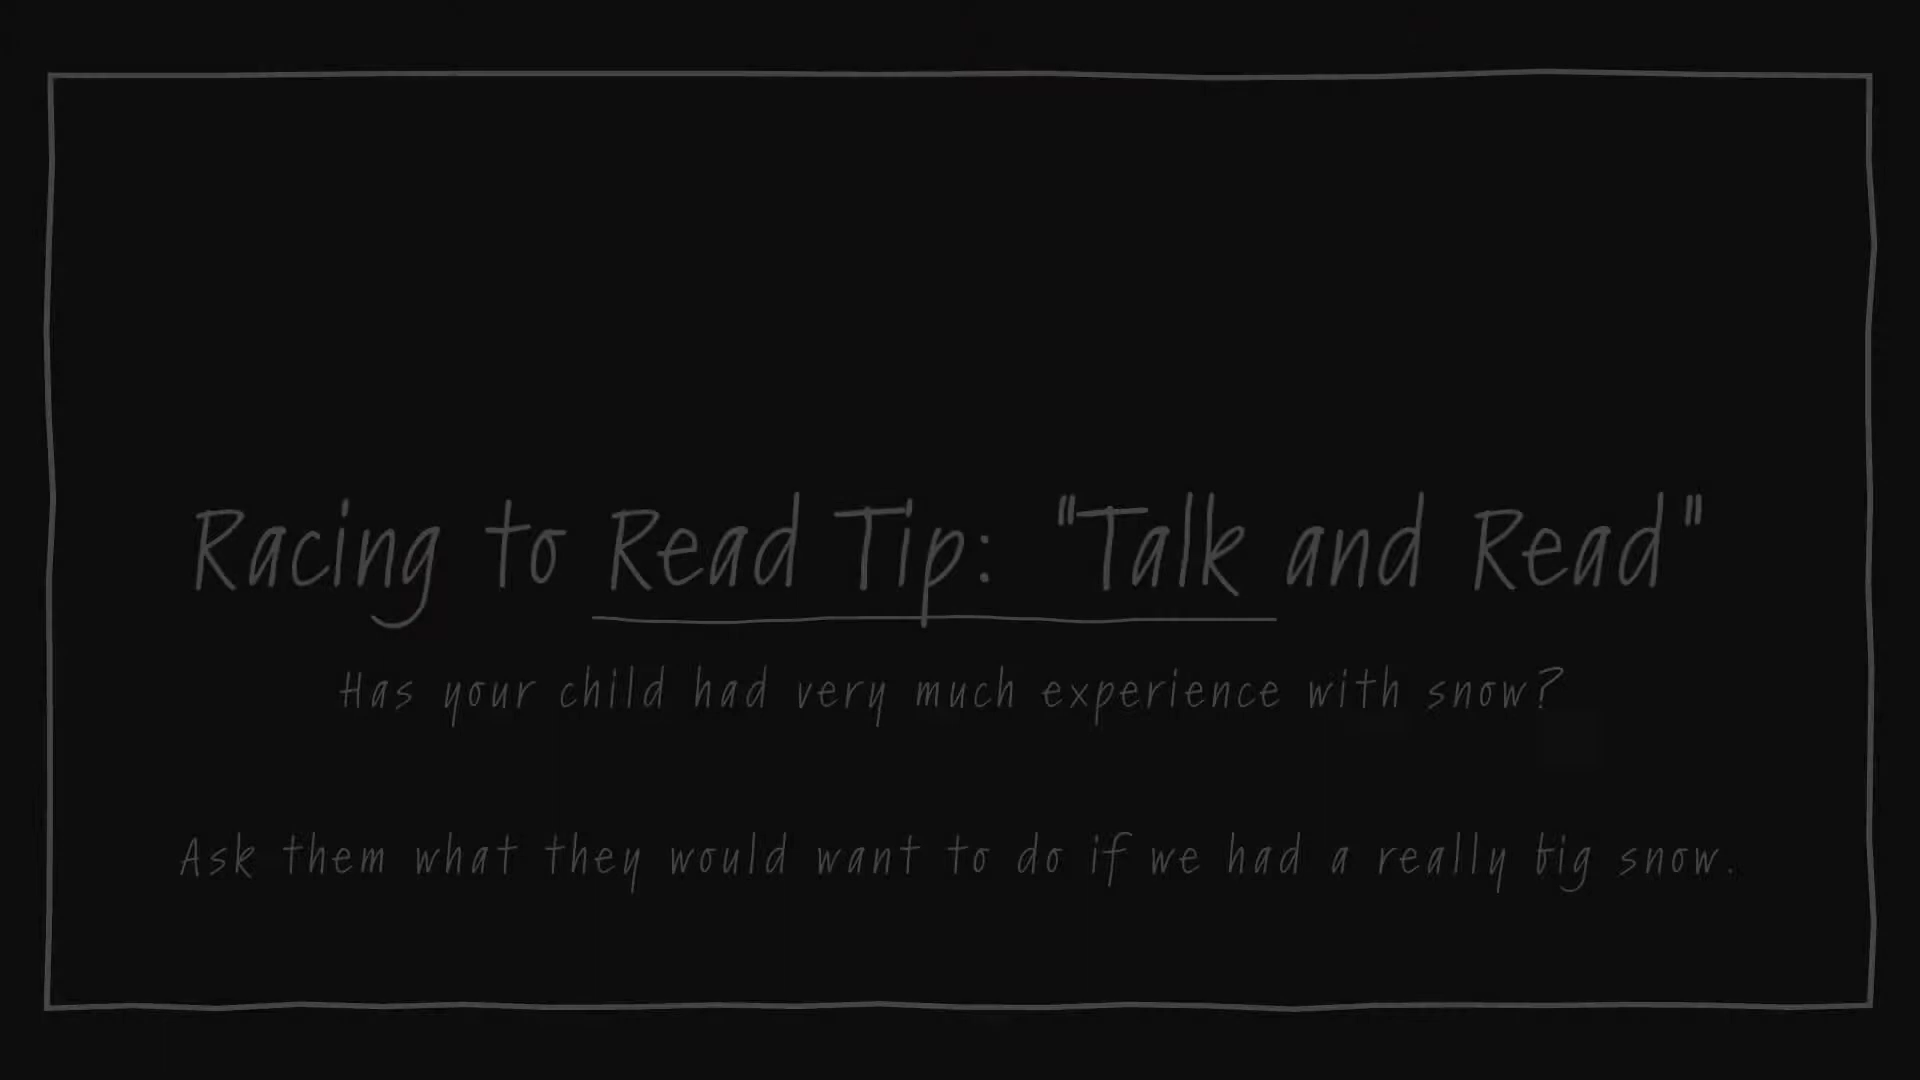 Racing to Read Tip: "Talk and Read"
Has your child had very much experience with snow?
Ask them what they would want to do if we had a really big snow.